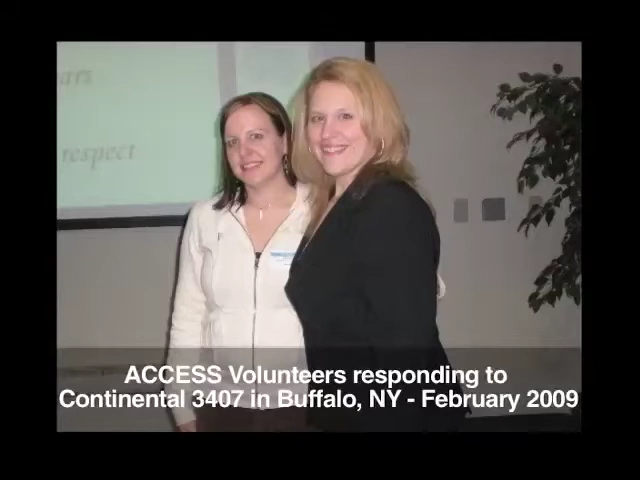 respect
ACCESS Volunteers responding to
Continental 3407 in Buffalo, NY - February 2009